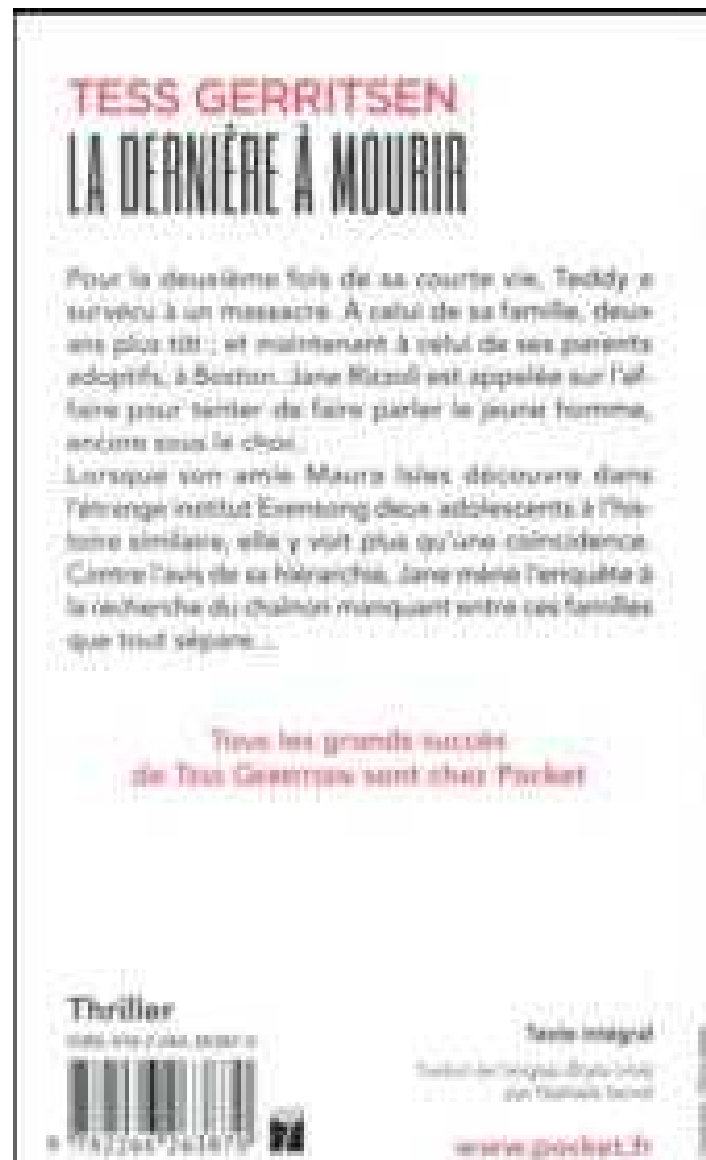 TESS GERRITSEN
LA DERNIÈRE À MOURIR
Pour la deuxième fois de sa courte vie, Teddy a
survécu à un massacre. À celui de sa famille, deux
ans plus tôt ; et maintenant à celui de ses parents
adoptifs, à Boston. Jane Rizzoli est appelée sur l'af-
faire pour tenter de faire parler le jeune homme,
encore sous le choc.
Lorsque son amie Maura Isles découvre dans
l'étrange institut Evensong deux adolescents à l'his-
toire similaire, elle y voit plus qu'une coïncidence.
Contre l'avis de sa hiérarchie, Jane mène l'enquête à
la recherche du chaînon manquant entre ces familles
que tout sépare...
Tous les grands succès
de Tess Gerritsen sont chez Pocket
Thriller
Texte intégral
www.pocket.fr